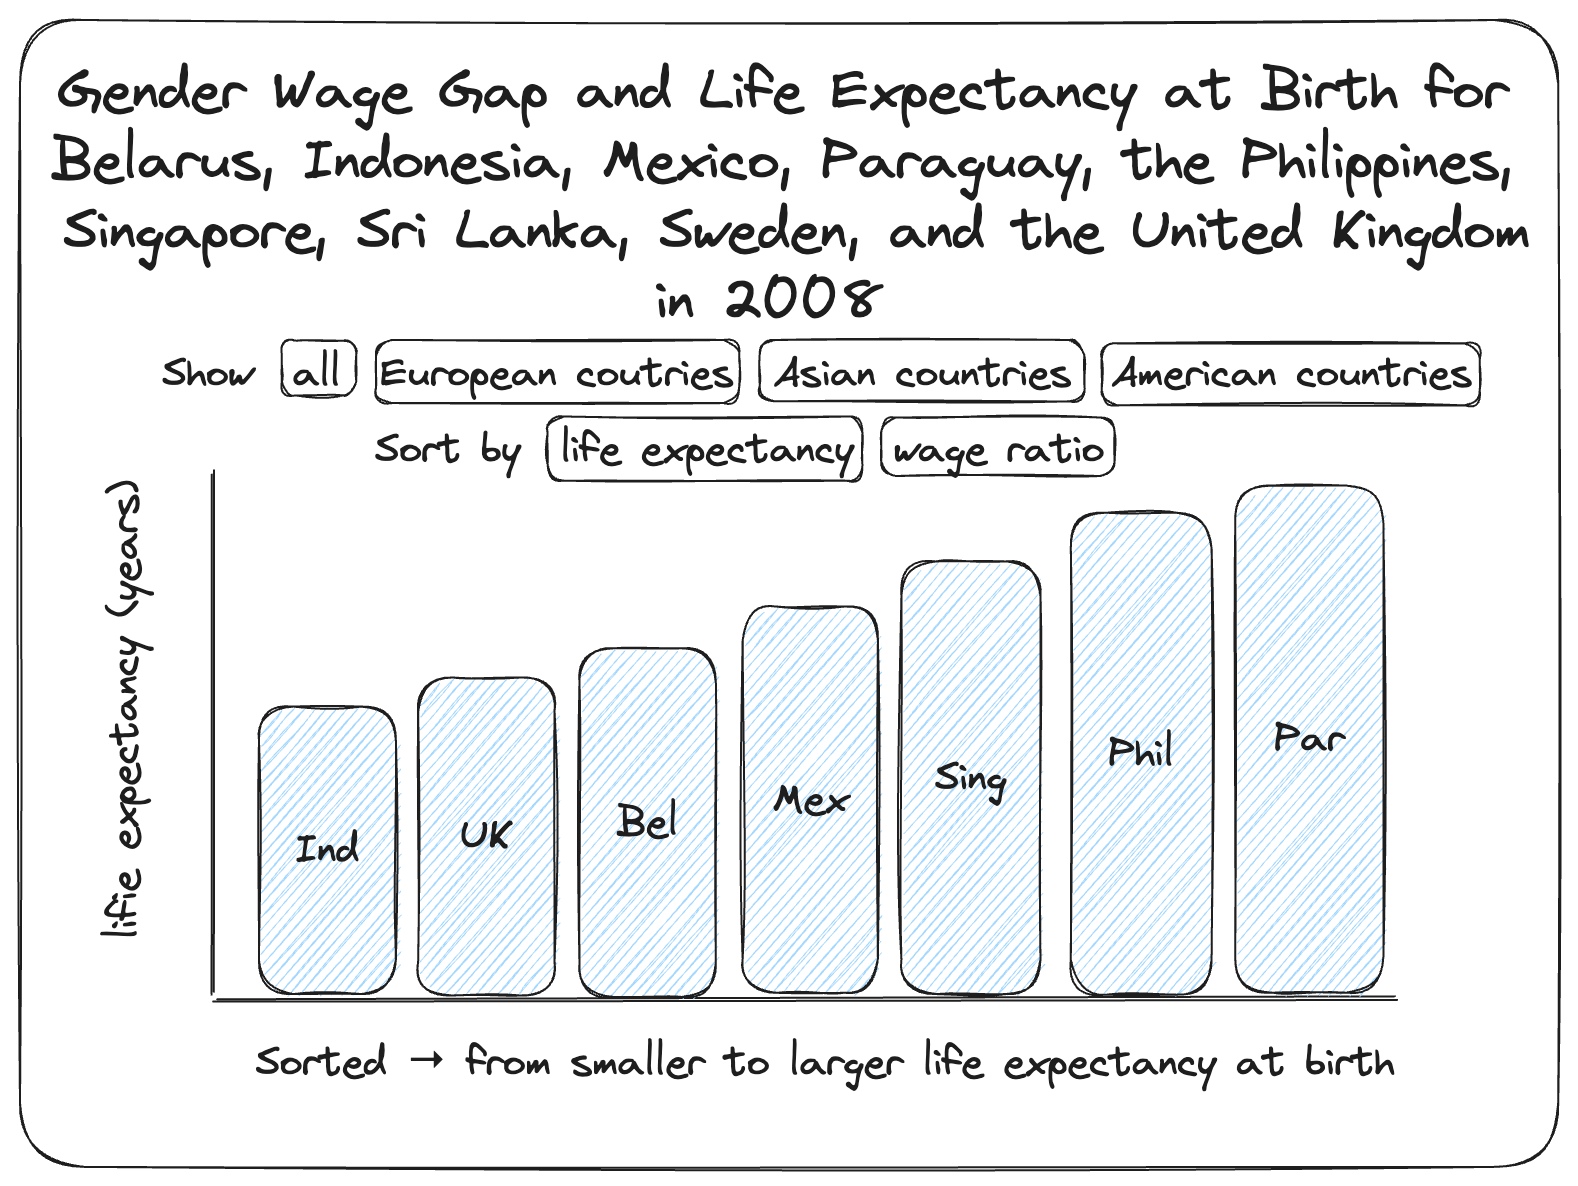 Gender Wage Gap and Life Expectancy at Birth for
Belarus, Indonesia, Mexico, Paraguay, the Philippines,
Singapore, Sri Lanka, Sweden, and the United Kingdom
in 2008
Show all European coutries Asian countries American countries
Sort by life expectancy wage ratio
lifie expectancy (years)
Ind UK Bel Mex Sing Phil Par
Sorted → from smaller to larger life expectancy at birth